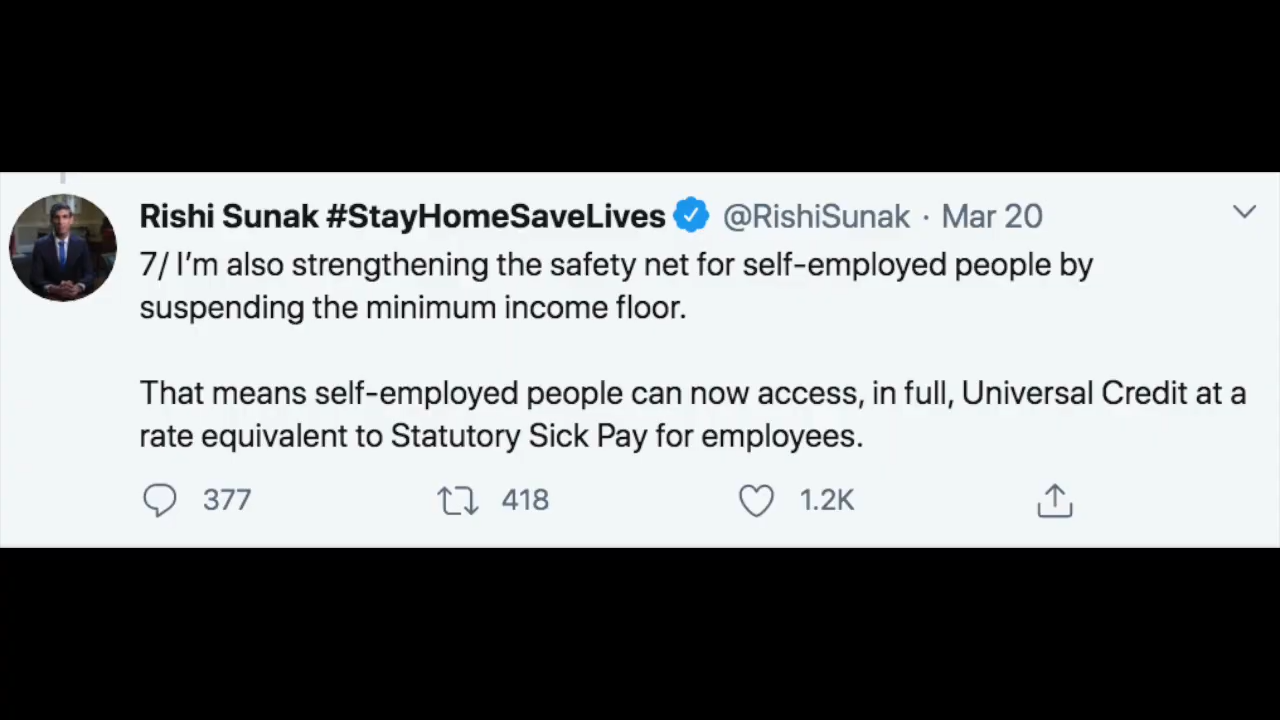 Rishi Sunak #StayHomeSaveLives @RishiSunak · Mar 20
7/ I'm also strengthening the safety net for self-employed people by
suspending the minimum income floor.
That means self-employed people can now access, in full, Universal Credit at a
rate equivalent to Statutory Sick Pay for employees.
377 418 1.2K